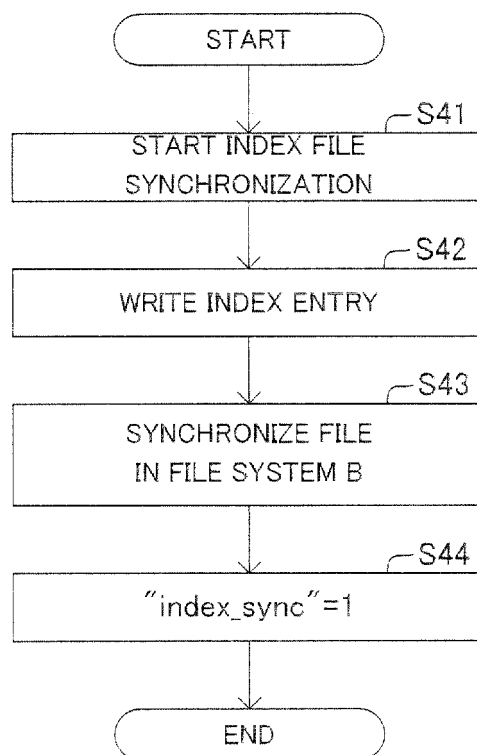 START
S41
START INDEX FILE
SYNCHRONIZATION
S42
WRITE INDEX ENTRY
S43
SYNCHRONIZE FILE
IN FILE SYSTEM B
S44
"index_sync"=1
END